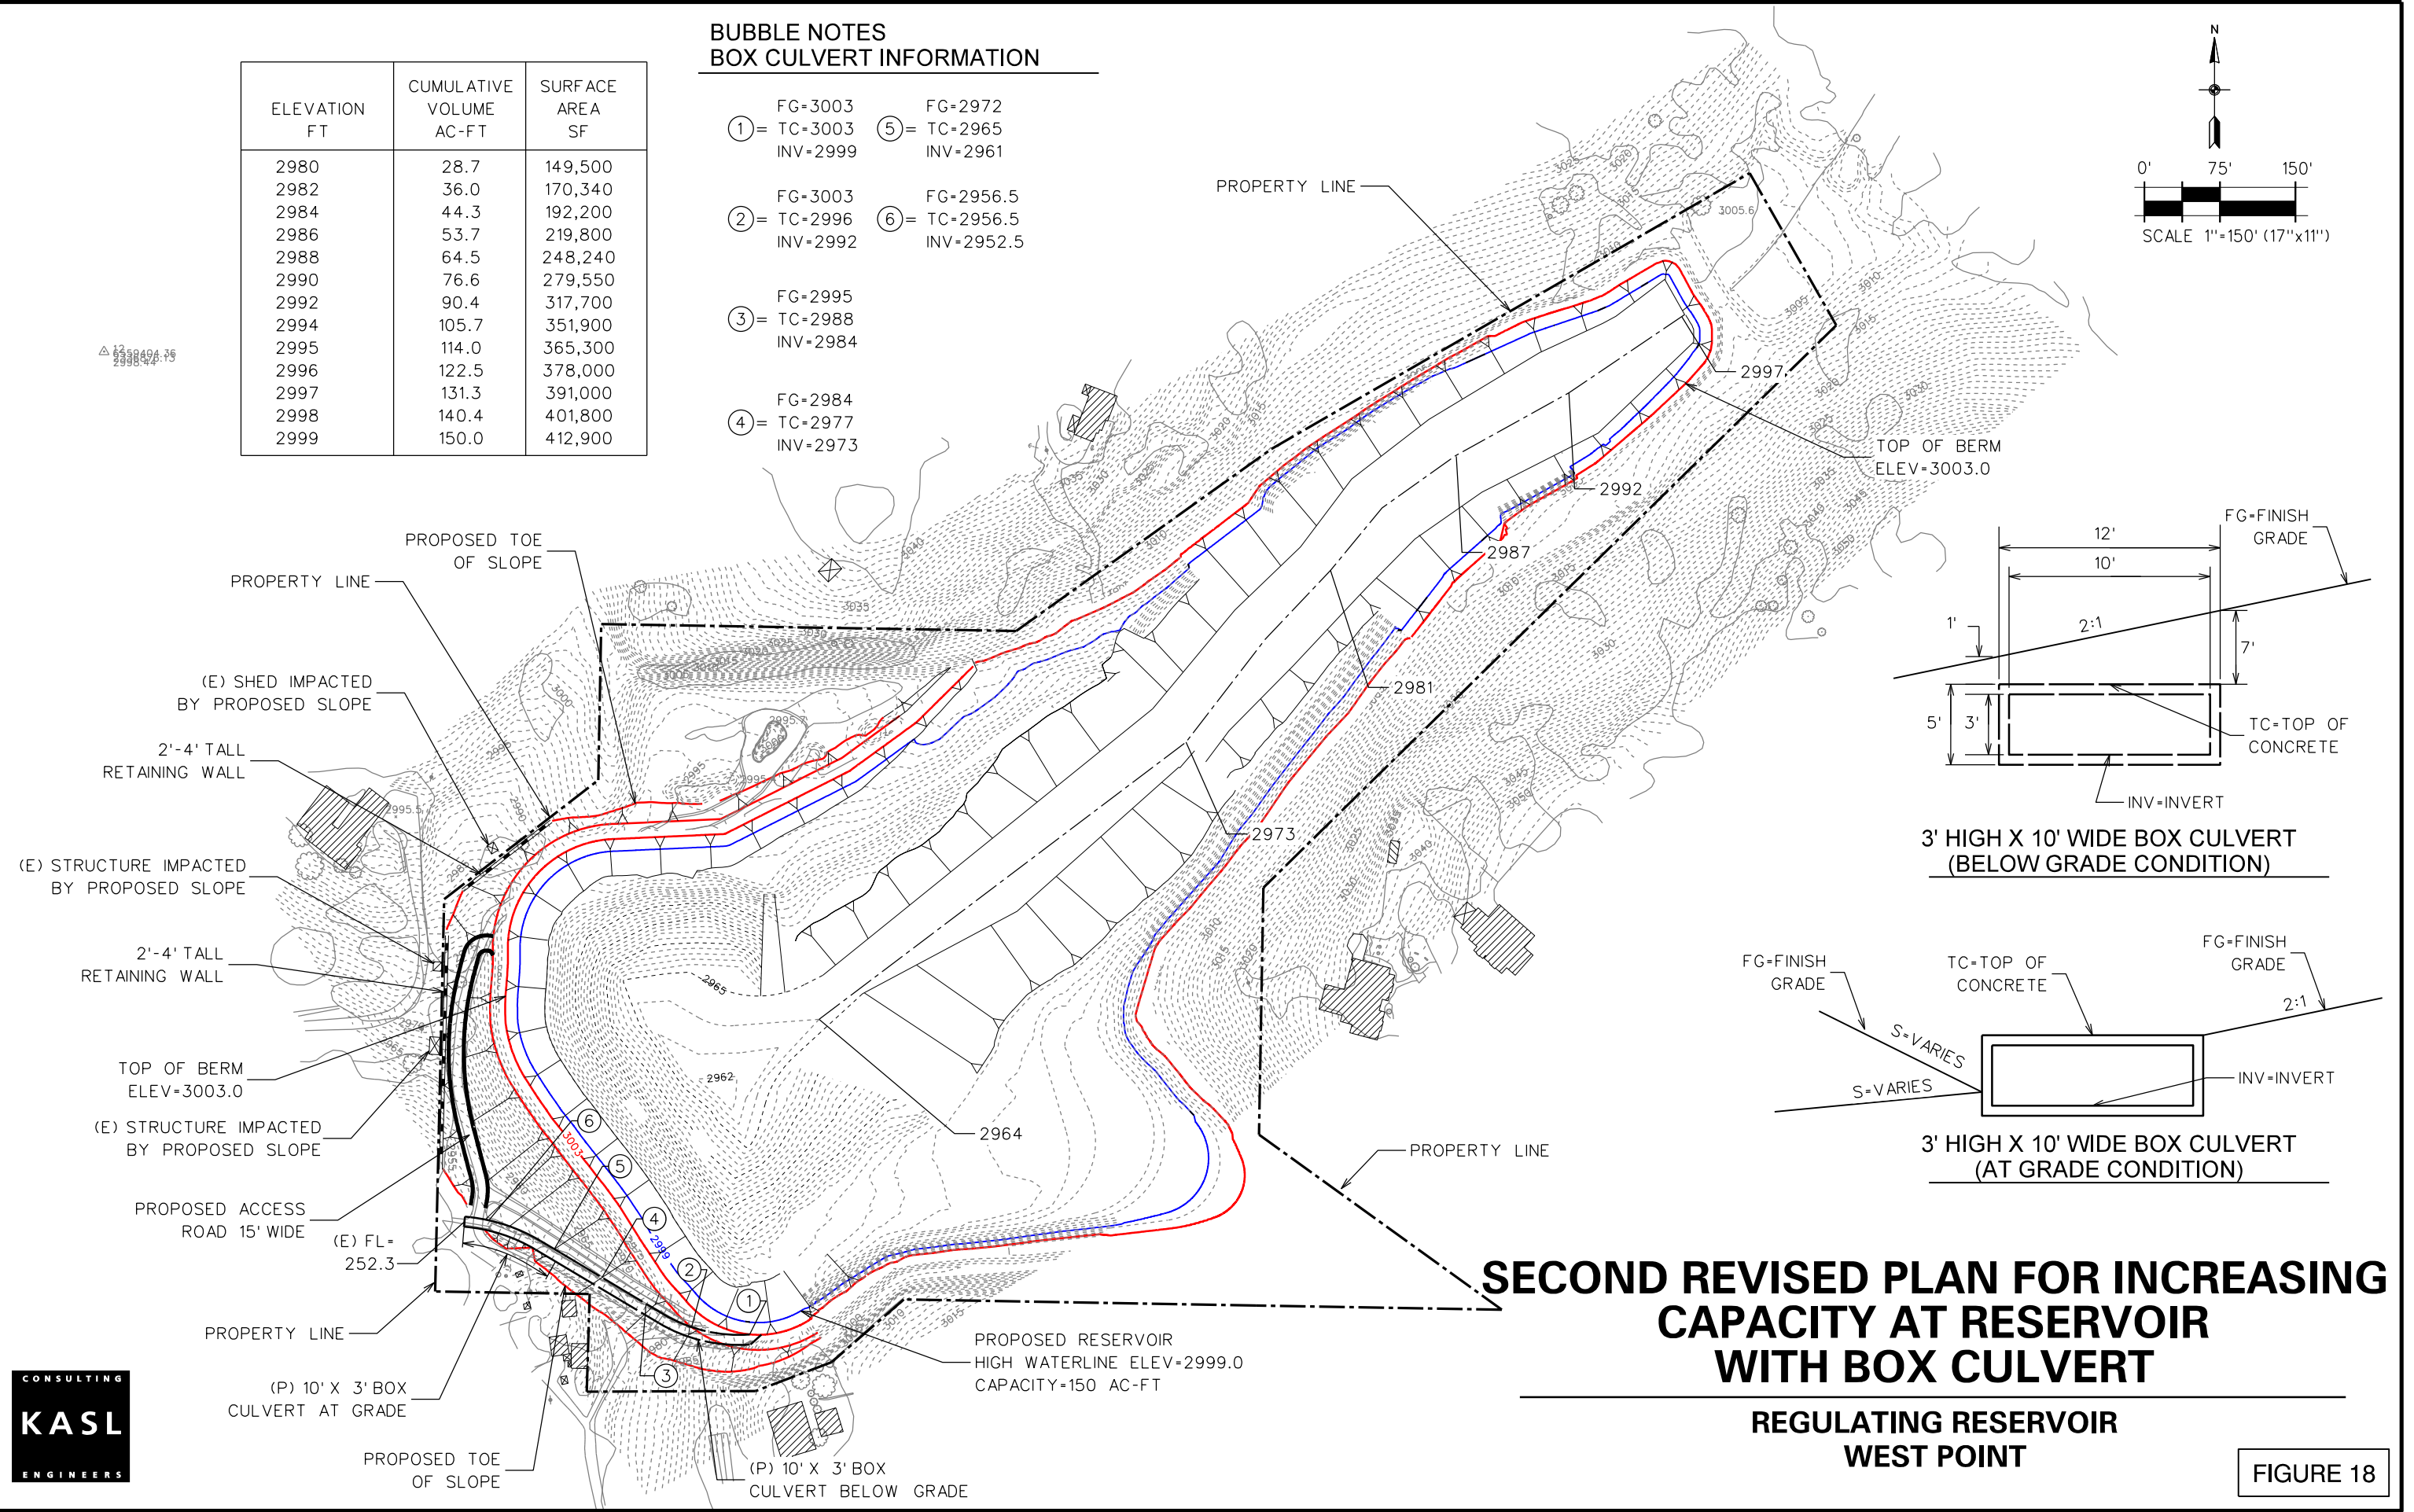 BUBBLE NOTES
BOX CULVERT INFORMATION
ELEVATION FT CUMULATIVE VOLUME AC-FT SURFACE AREA SF
2980 28.7 149,500
2982 36.0 170,340
2984 44.3 192,200
2986 53.7 219,800
2988 64.5 248,240
2990 76.6 279,550
2992 90.4 317,700
2994 105.7 351,900
2995 114.0 365,300
2996 122.5 378,000
2997 131.3 391,000
2998 140.4 401,800
2999 150.0 412,900
FG=3003
1 = TC=3003
INV=2999
FG=3003
2 = TC=2996
INV=2992
FG=2995
3 = TC=2988
INV=2984
FG=2984
4 = TC=2977
INV=2973
FG=2972
5 = TC=2965
INV=2961
FG=2956.5
6 = TC=2956.5
INV=2952.5
N
0' 75' 150'
SCALE 1"=150' (17"x11")
PROPERTY LINE
3005.6
2997
TOP OF BERM
ELEV=3003.0
2992
2987
2981
2973
2964
2965
2962
PROPOSED TOE
OF SLOPE
PROPERTY LINE
(E) SHED IMPACTED
BY PROPOSED SLOPE
2'-4' TALL
RETAINING WALL
(E) STRUCTURE IMPACTED
BY PROPOSED SLOPE
2'-4' TALL
RETAINING WALL
TOP OF BERM
ELEV=3003.0
(E) STRUCTURE IMPACTED
BY PROPOSED SLOPE
PROPOSED ACCESS
ROAD 15' WIDE
(E) FL=
252.3
PROPERTY LINE
(P) 10' X 3' BOX
CULVERT AT GRADE
PROPOSED TOE
OF SLOPE
(P) 10' X 3' BOX
CULVERT BELOW GRADE
PROPOSED RESERVOIR
HIGH WATERLINE ELEV=2999.0
CAPACITY=150 AC-FT
PROPERTY LINE
6
5
4
2
1
3
3003
2999
FG=FINISH
GRADE
12'
10'
1'
2:1
7'
5'
3'
TC=TOP OF
CONCRETE
INV=INVERT
3' HIGH X 10' WIDE BOX CULVERT
(BELOW GRADE CONDITION)
FG=FINISH
GRADE
TC=TOP OF
CONCRETE
FG=FINISH
GRADE
2:1
S=VARIES
S=VARIES
INV=INVERT
3' HIGH X 10' WIDE BOX CULVERT
(AT GRADE CONDITION)
SECOND REVISED PLAN FOR INCREASING
CAPACITY AT RESERVOIR
WITH BOX CULVERT
REGULATING RESERVOIR
WEST POINT
FIGURE 18
CONSULTING
KASL
ENGINEERS